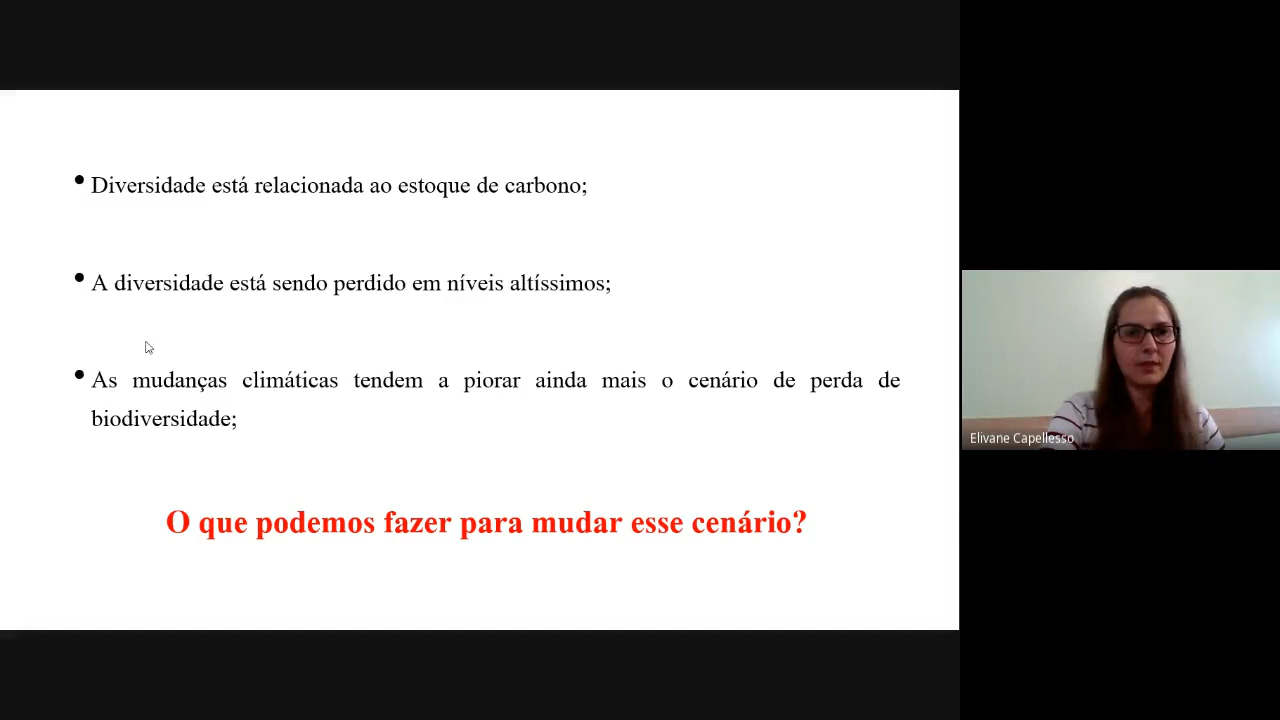 Diversidade está relacionada ao estoque de carbono;
A diversidade está sendo perdido em níveis altíssimos;
As mudanças climáticas tendem a piorar ainda mais o cenário de perda de
biodiversidade;
O que podemos fazer para mudar esse cenário?
Elivane Capellesso